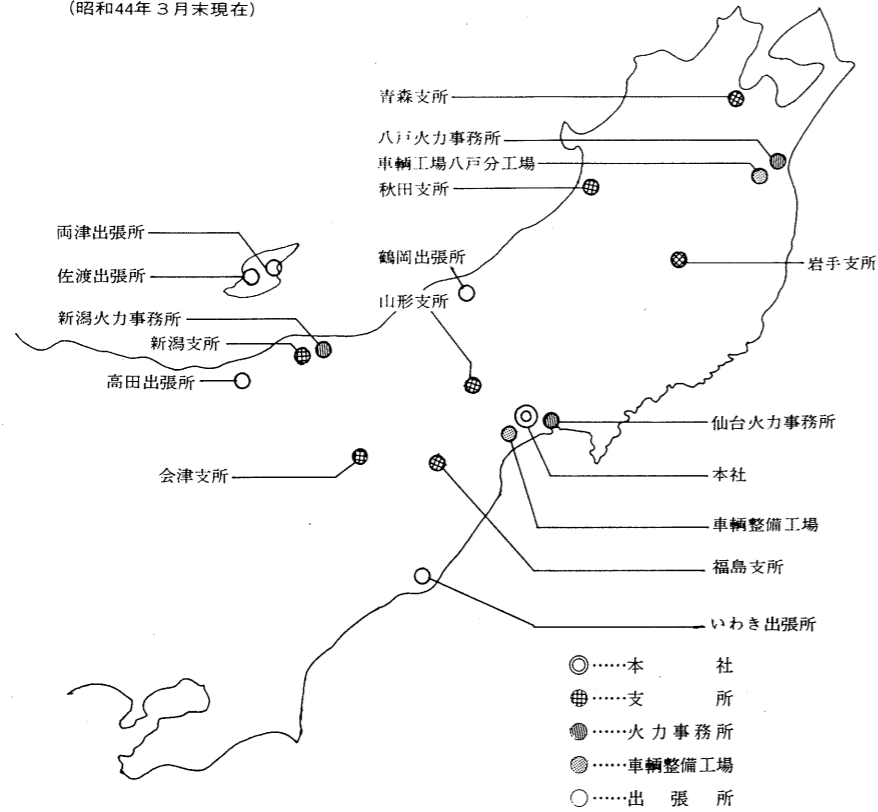 (昭和44年3月末現在)
青森支所
八戸火力事務所
車輌工場八戸分工場
秋田支所
両津出張所
鶴岡出張所
岩手支所
佐渡出張所
山形支所
新潟火力事務所
新潟支所
高田出張所
仙台火力事務所
会津支所
本社
車輌整備工場
福島支所
いわき出張所
◎……本社
……支所
……火力事務所
……車輌整備工場
○……出張所